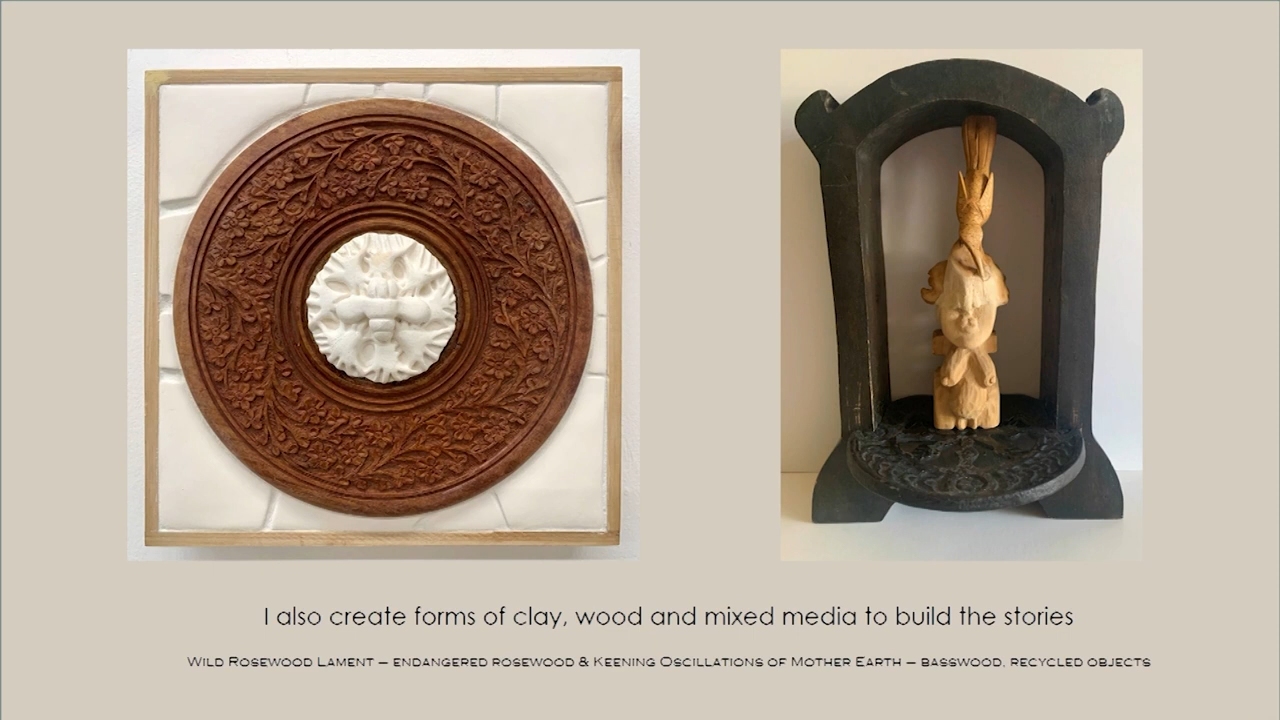 I also create forms of clay, wood and mixed media to build the stories
Wild Rosewood Lament – endangered rosewood & Keening Oscillations of Mother Earth – basswood, recycled objects